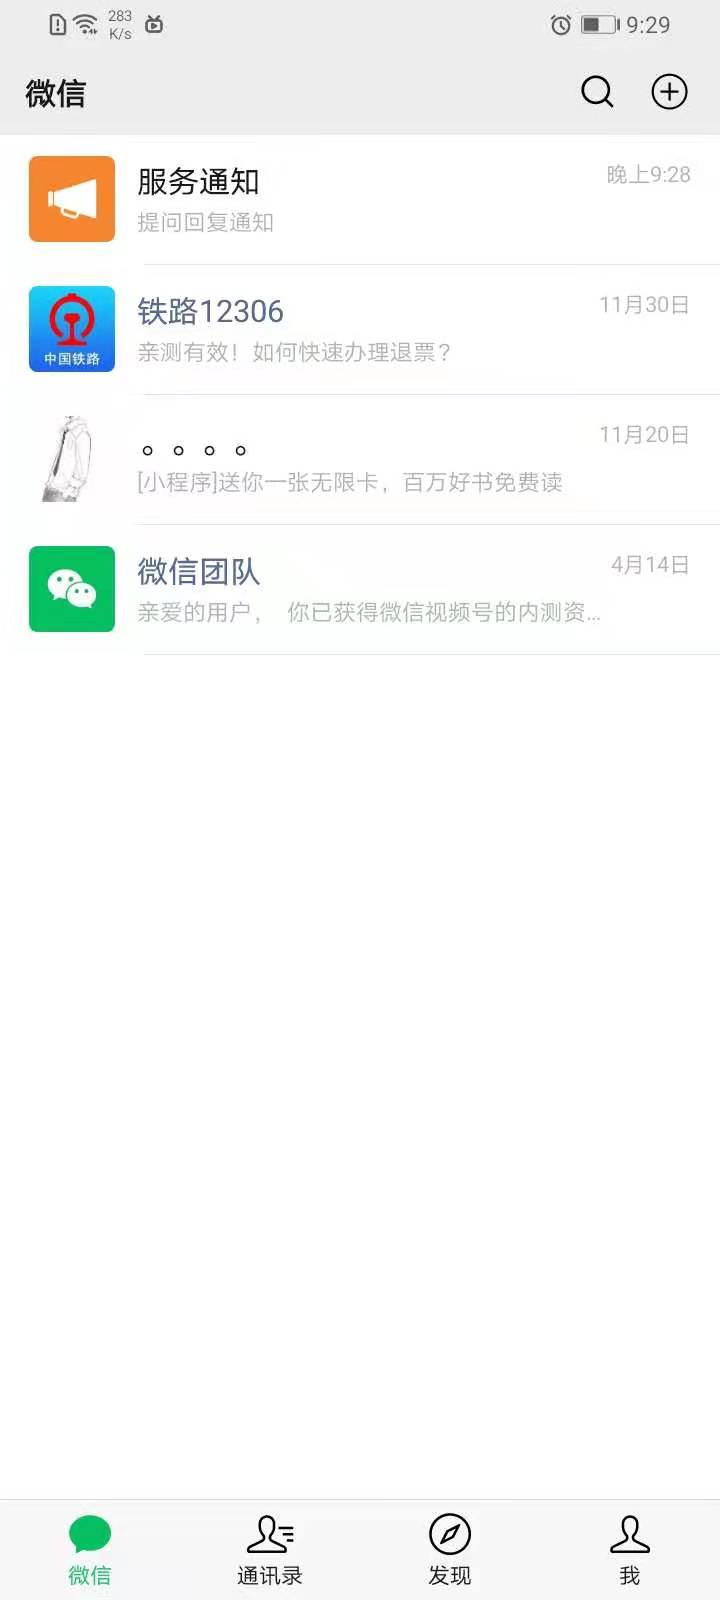 283
K/s
9:29
微信
服务通知
晚上9:28
提问回复通知
铁路12306
11月30日
中国铁路
亲测有效！如何快速办理退票？
。。。。
11月20日
[小程序]送你一张无限卡，百万好书免费读
微信团队
4月14日
亲爱的用户， 你已获得微信视频号的内测资...
微信
通讯录
发现
我